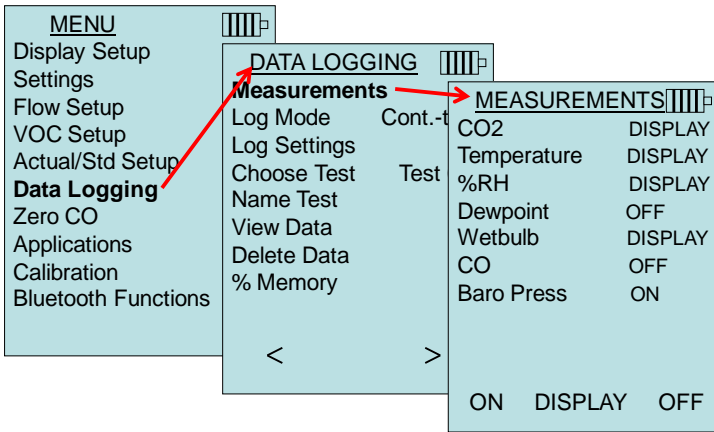 MENU
Display Setup
Settings
Flow Setup
VOC Setup
Actual/Std Setup
Data Logging
Zero CO
Applications
Calibration
Bluetooth Functions
DATA LOGGING
Measurements
Log Mode Cont.-t
Log Settings
Choose Test Test
Name Test
View Data
Delete Data
% Memory
< >
MEASUREMENTS
CO2 DISPLAY
Temperature DISPLAY
%RH DISPLAY
Dewpoint OFF
Wetbulb DISPLAY
CO OFF
Baro Press ON
ON DISPLAY OFF